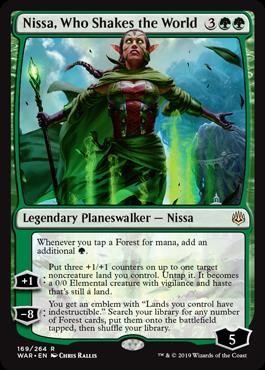 Nissa, Who Shakes the World 3
Legendary Planeswalker — Nissa
Whenever you tap a Forest for mana, add an
additional .
+1
Put three +1/+1 counters on up to one target
noncreature land you control. Untap it. It becomes
a 0/0 Elemental creature with vigilance and haste
that's still a land.
-8
You get an emblem with "Lands you control have
indestructible." Search your library for any
number of Forest cards, put them onto the battlefield
tapped, then shuffle your library.
5
169/264 R
WAR • EN Chris Rallis
™ & © 2019 Wizards of the Coast